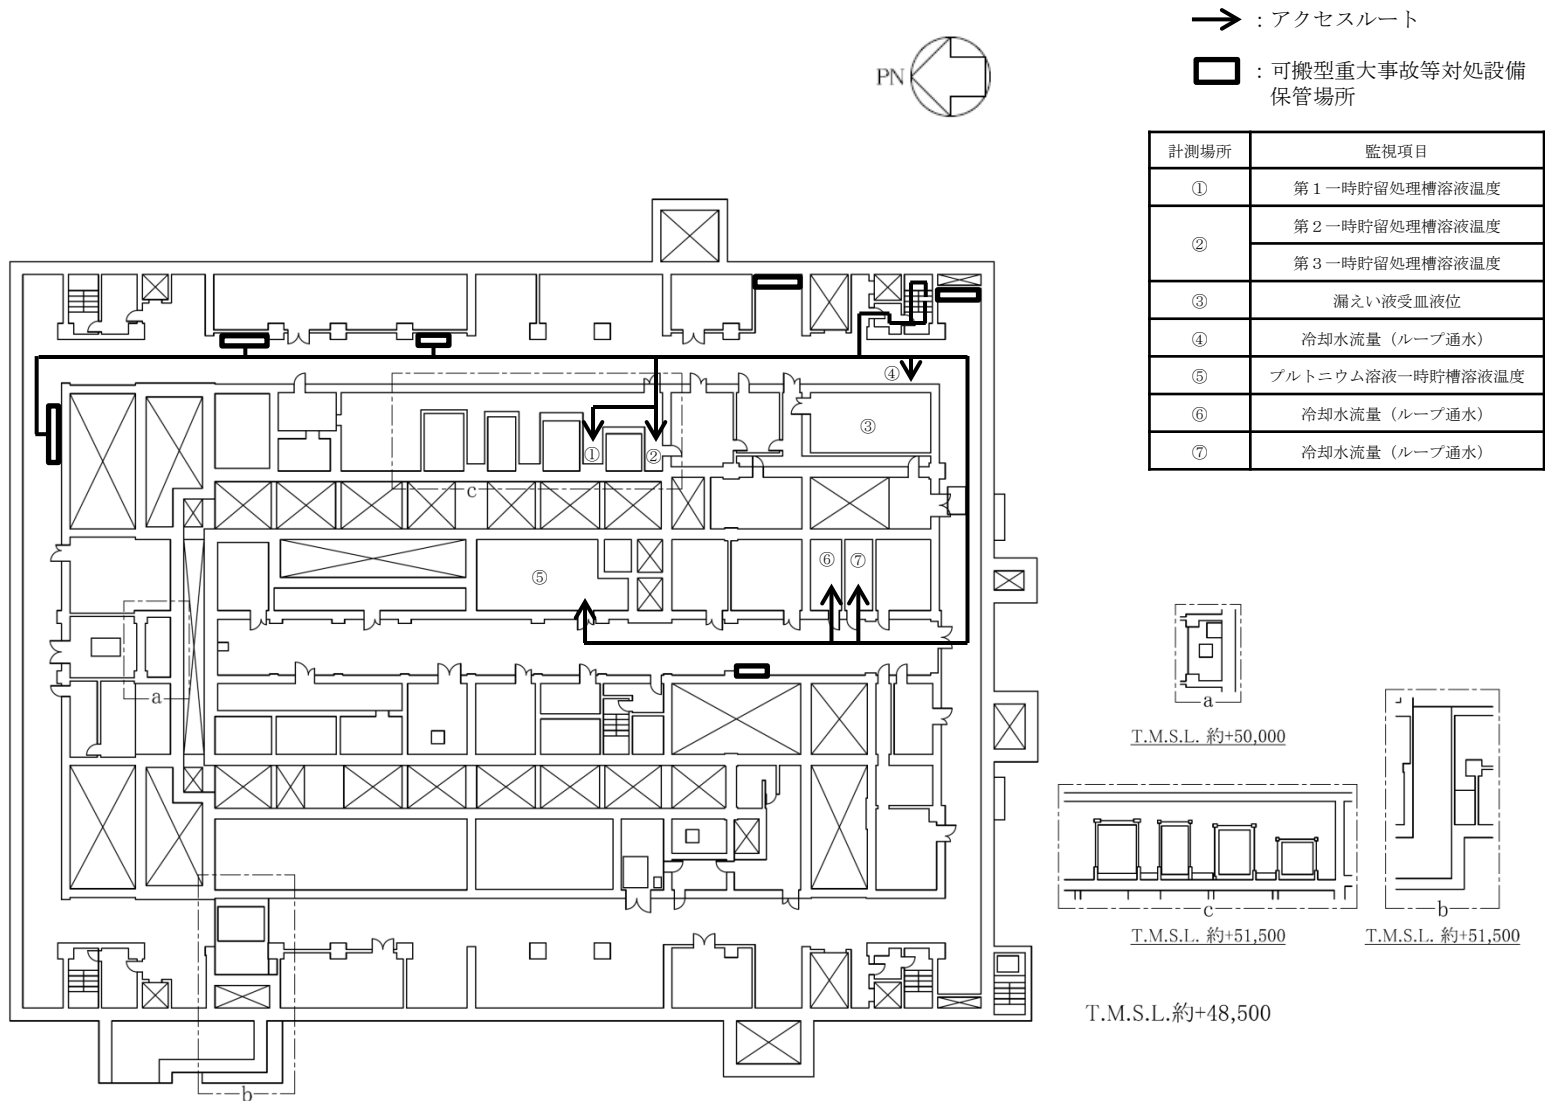 ：アクセスルート
PN
：可搬型重大事故等対処設備
保管場所
計測場所 監視項目
① 第１一時貯留処理槽溶液温度
② 第２一時貯留処理槽溶液温度
第３一時貯留処理槽溶液温度
③ 漏えい液受皿液位
④ 冷却水流量（ループ通水）
⑤ プルトニウム溶液一時貯槽溶液温度
⑥ 冷却水流量（ループ通水）
⑦ 冷却水流量（ループ通水）
④
③
①
②
c
⑥
⑦
⑤
a
a
T.M.S.L. 約+50,000
c
T.M.S.L. 約+51,500
b
T.M.S.L. 約+51,500
T.M.S.L.約+48,500
b